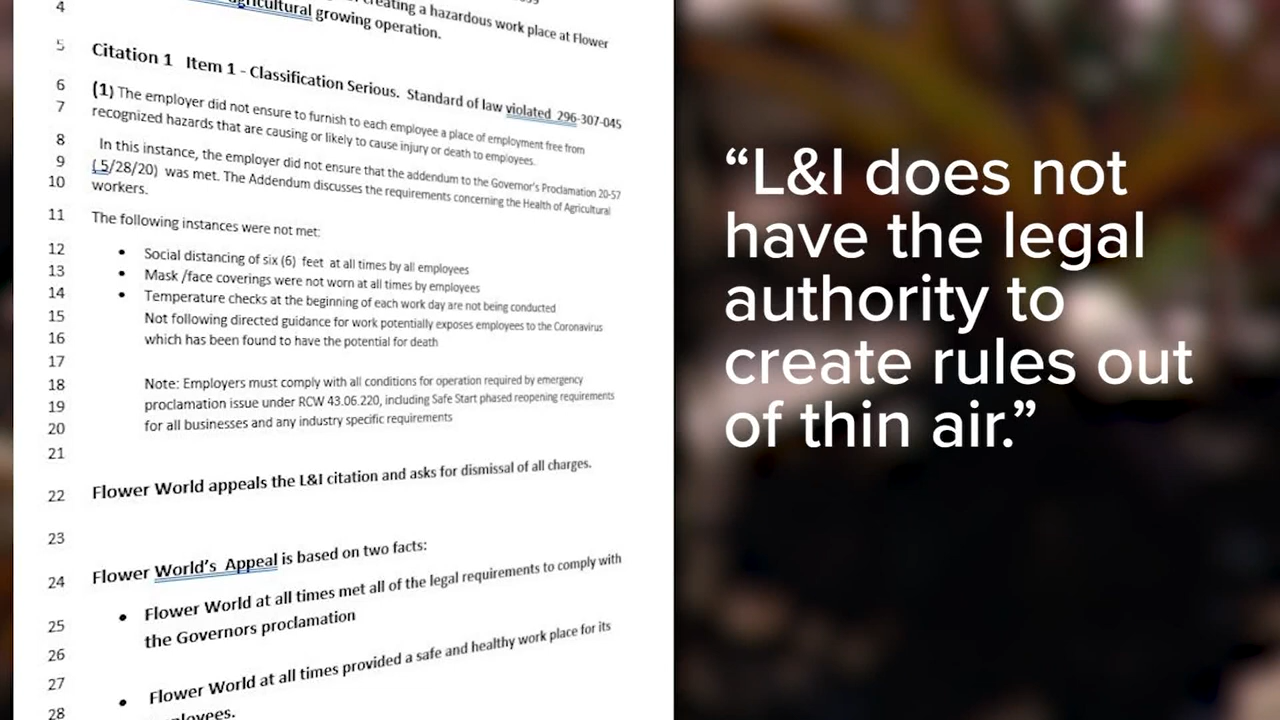 4
agricultural growing operation.
creating a hazardous work place at Flower
5 Citation 1 Item 1 - Classification Serious. Standard of law violated 296-307-045
6 (1) The employer did not ensure to furnish to each employee a place of employment free from
7 recognized hazards that are causing or likely to cause injury or death to employees.
8 In this instance, the employer did not ensure that the addendum to the Governor's Proclamation 20-57
9 ( 5/28/20) was met. The Addendum discusses the requirements concerning the Health of Agricultural
10 workers.
11 The following instances were not met:
12 • Social distancing of six (6) feet at all times by all employees
13 • Mask /face coverings were not worn at all times by employees
14 • Temperature checks at the beginning of each work day are not being conducted
15 Not following directed guidance for work potentially exposes employees to the Coronavirus
16 which has been found to have the potential for death
17
18 Note: Employers must comply with all conditions for operation required by emergency
19 proclamation issue under RCW 43.06.220, including Safe Start phased reopening requirements
20 for all businesses and any industry specific requirements
21
22 Flower World appeals the L&I citation and asks for dismissal of all charges.
23
24 Flower World's Appeal is based on two facts:
25 • Flower World at all times met all of the legal requirements to comply with
26 the Governors proclamation
27 • Flower World at all times provided a safe and healthy work place for its
28
“L&I does not
have the legal
authority to
create rules out
of thin air.”